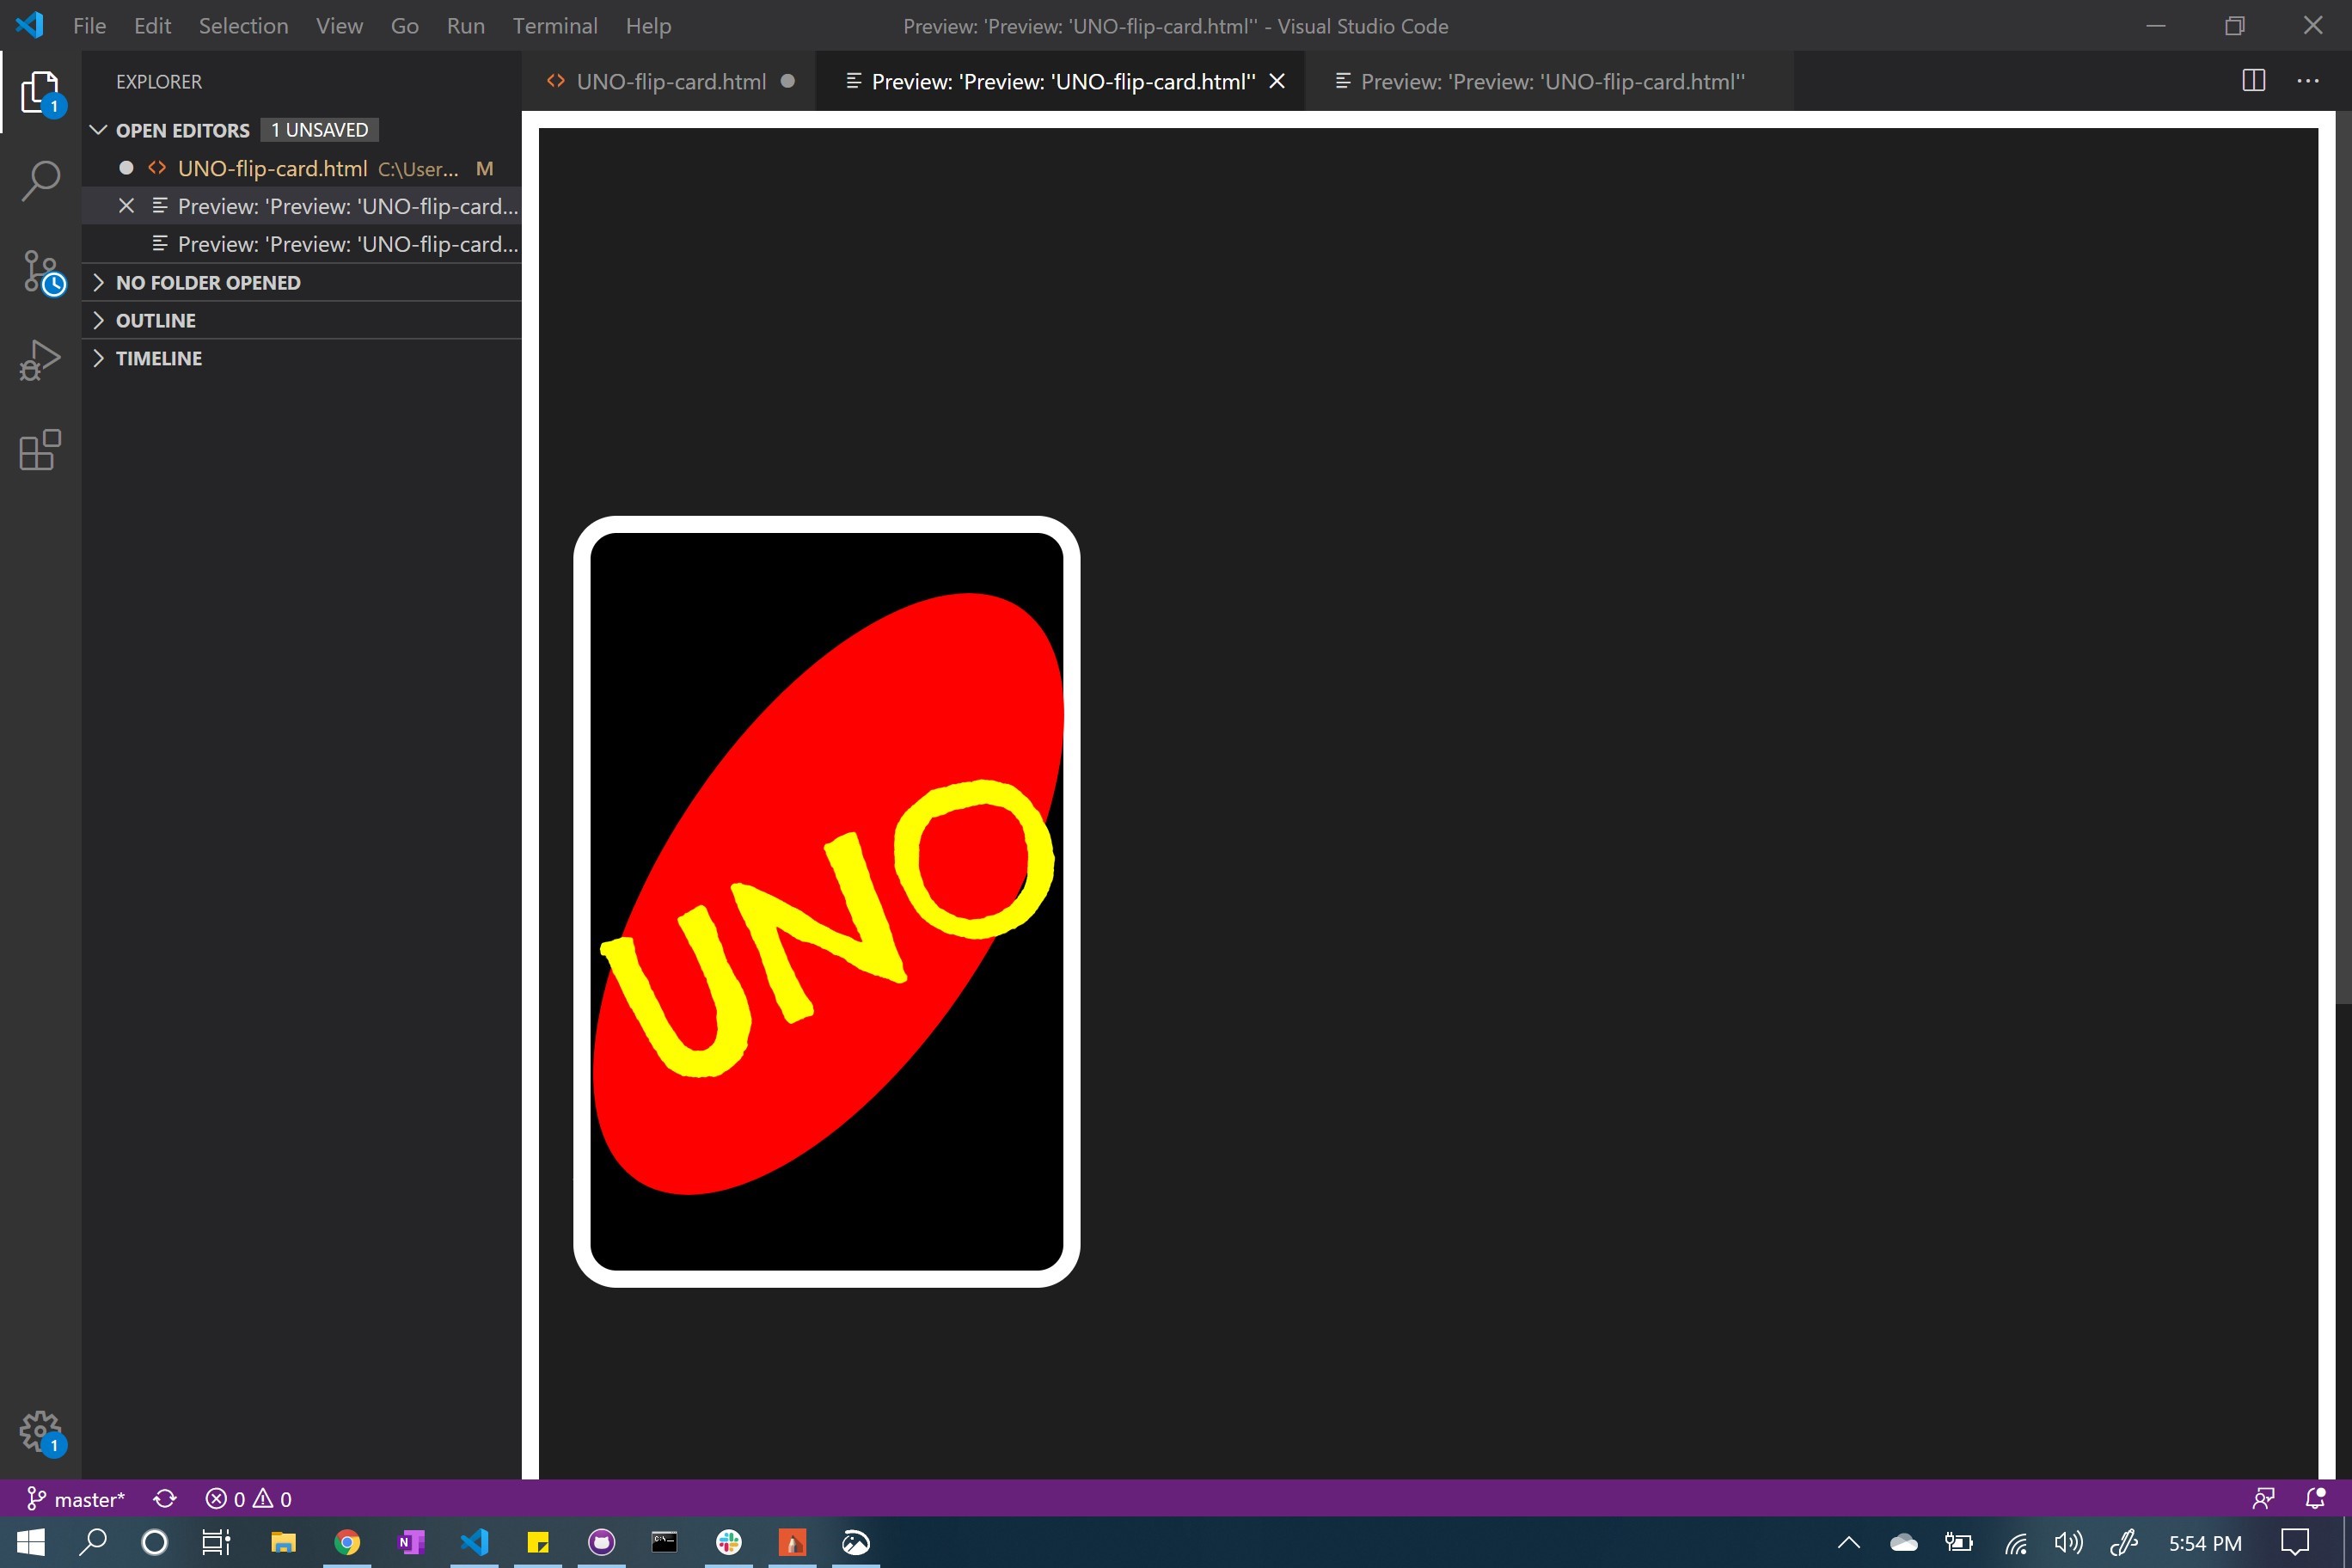 File Edit Selection View Go Run Terminal Help Preview: 'Preview: 'UNO-flip-card.html'' - Visual Studio Code
EXPLORER
UNO-flip-card.html Preview: 'Preview: 'UNO-flip-card.html'' Preview: 'Preview: 'UNO-flip-card.html''
1
OPEN EDITORS 1 UNSAVED
UNO-flip-card.html C:\User... M
Preview: 'Preview: 'UNO-flip-card...
Preview: 'Preview: 'UNO-flip-card...
NO FOLDER OPENED
OUTLINE
TIMELINE
UNO
1
master* 0 0
5:54 PM